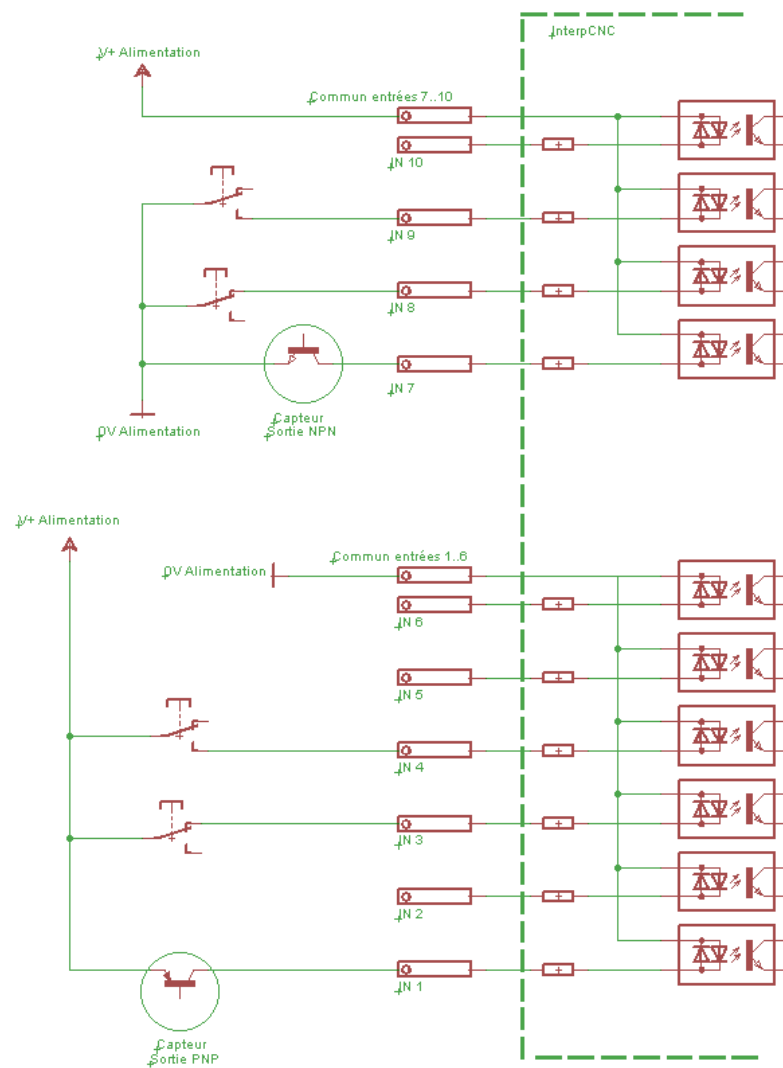 InterpCNC
V+ Alimentation
Commun entrées 7..10
IN 10
IN 9
IN 8
IN 7
Capteur
Sortie NPN
0V Alimentation
V+ Alimentation
Commun entrées 1..6
0V Alimentation
IN 6
IN 5
IN 4
IN 3
IN 2
IN 1
Capteur
Sortie PNP